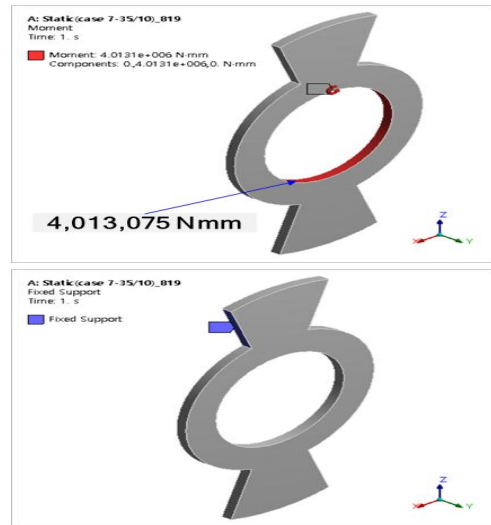 A: Static(case 7-35/10)_819
Moment
Time: 1. s
Moment: 4.0131e+006 N·mm
Components: 0.,4.0131e+006,0. N·mm
4,013,075 Nmm
Z
X
Y
A: Static(case 7-35/10)_819
Fixed Support
Time: 1. s
Fixed Support
Z
X
Y